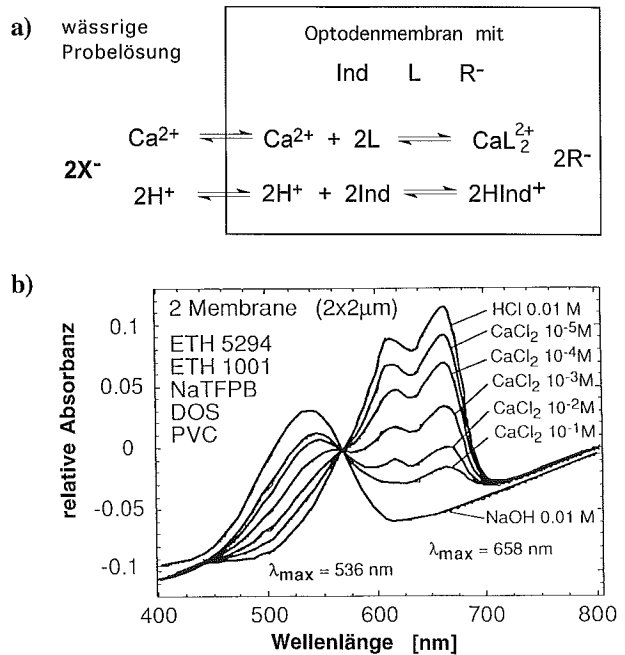 a)
wässrige
Probelösung
Optodenmembran mit
Ind L R⁻
Ca²⁺ ⇌ Ca²⁺ + 2L ⇌ CaL₂²⁺
2X⁻
2R⁻
2H⁺ ⇌ 2H⁺ + 2Ind ⇌ 2HInd⁺
b)
2 Membrane (2x2µm)
ETH 5294
ETH 1001
NaTFPB
DOS
PVC
HCl 0.01 M
CaCl₂ 10⁻⁵M
CaCl₂ 10⁻⁴M
CaCl₂ 10⁻³M
CaCl₂ 10⁻²M
CaCl₂ 10⁻¹M
NaOH 0.01 M
λmax = 536 nm
λmax = 658 nm
relative Absorbanz
0.1
0.05
0
-0.05
-0.1
400 500 600 700 800
Wellenlänge [nm]